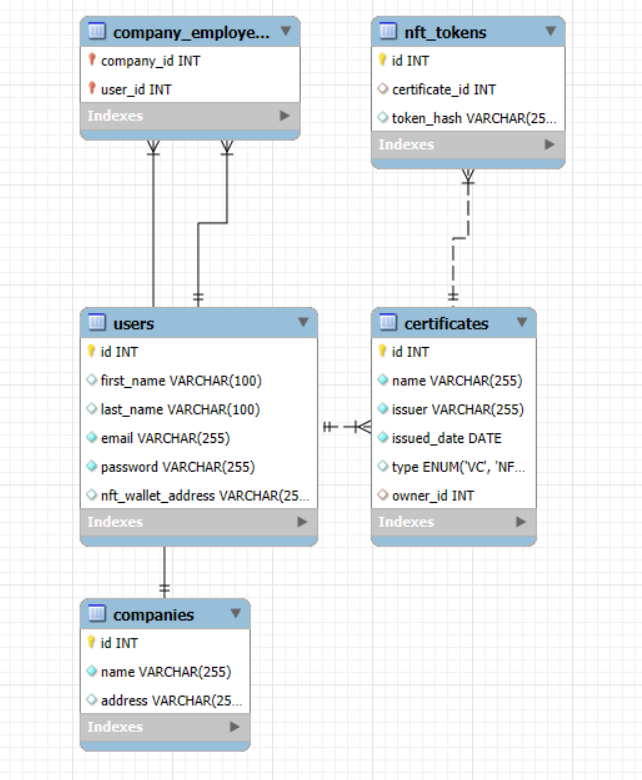 company_employe...
company_id INT
user_id INT
Indexes
nft_tokens
id INT
certificate_id INT
token_hash VARCHAR(25...
Indexes
users
id INT
first_name VARCHAR(100)
last_name VARCHAR(100)
email VARCHAR(255)
password VARCHAR(255)
nft_wallet_address VARCHAR(25...
Indexes
certificates
id INT
name VARCHAR(255)
issuer VARCHAR(255)
issued_date DATE
type ENUM('VC', 'NF...
owner_id INT
Indexes
companies
id INT
name VARCHAR(255)
address VARCHAR(25...
Indexes